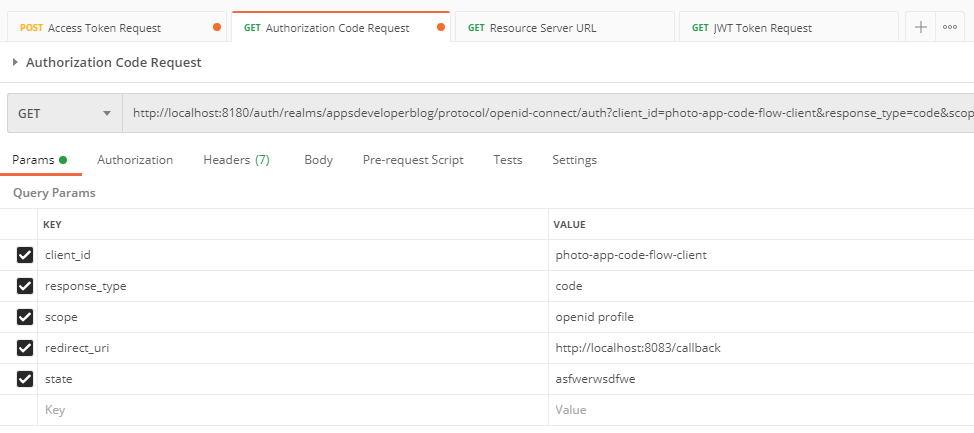 POST Access Token Request GET Authorization Code Request GET Resource Server URL GET JWT Token Request
Authorization Code Request
GET http://localhost:8180/auth/realms/appsdeveloperblog/protocol/openid-connect/auth?client_id=photo-app-code-flow-client&response_type=code&scop
Params Authorization Headers (7) Body Pre-request Script Tests Settings
Query Params
KEY VALUE
client_id photo-app-code-flow-client
response_type code
scope openid profile
redirect_uri http://localhost:8083/callback
state asfwerwsdfwe
Key Value